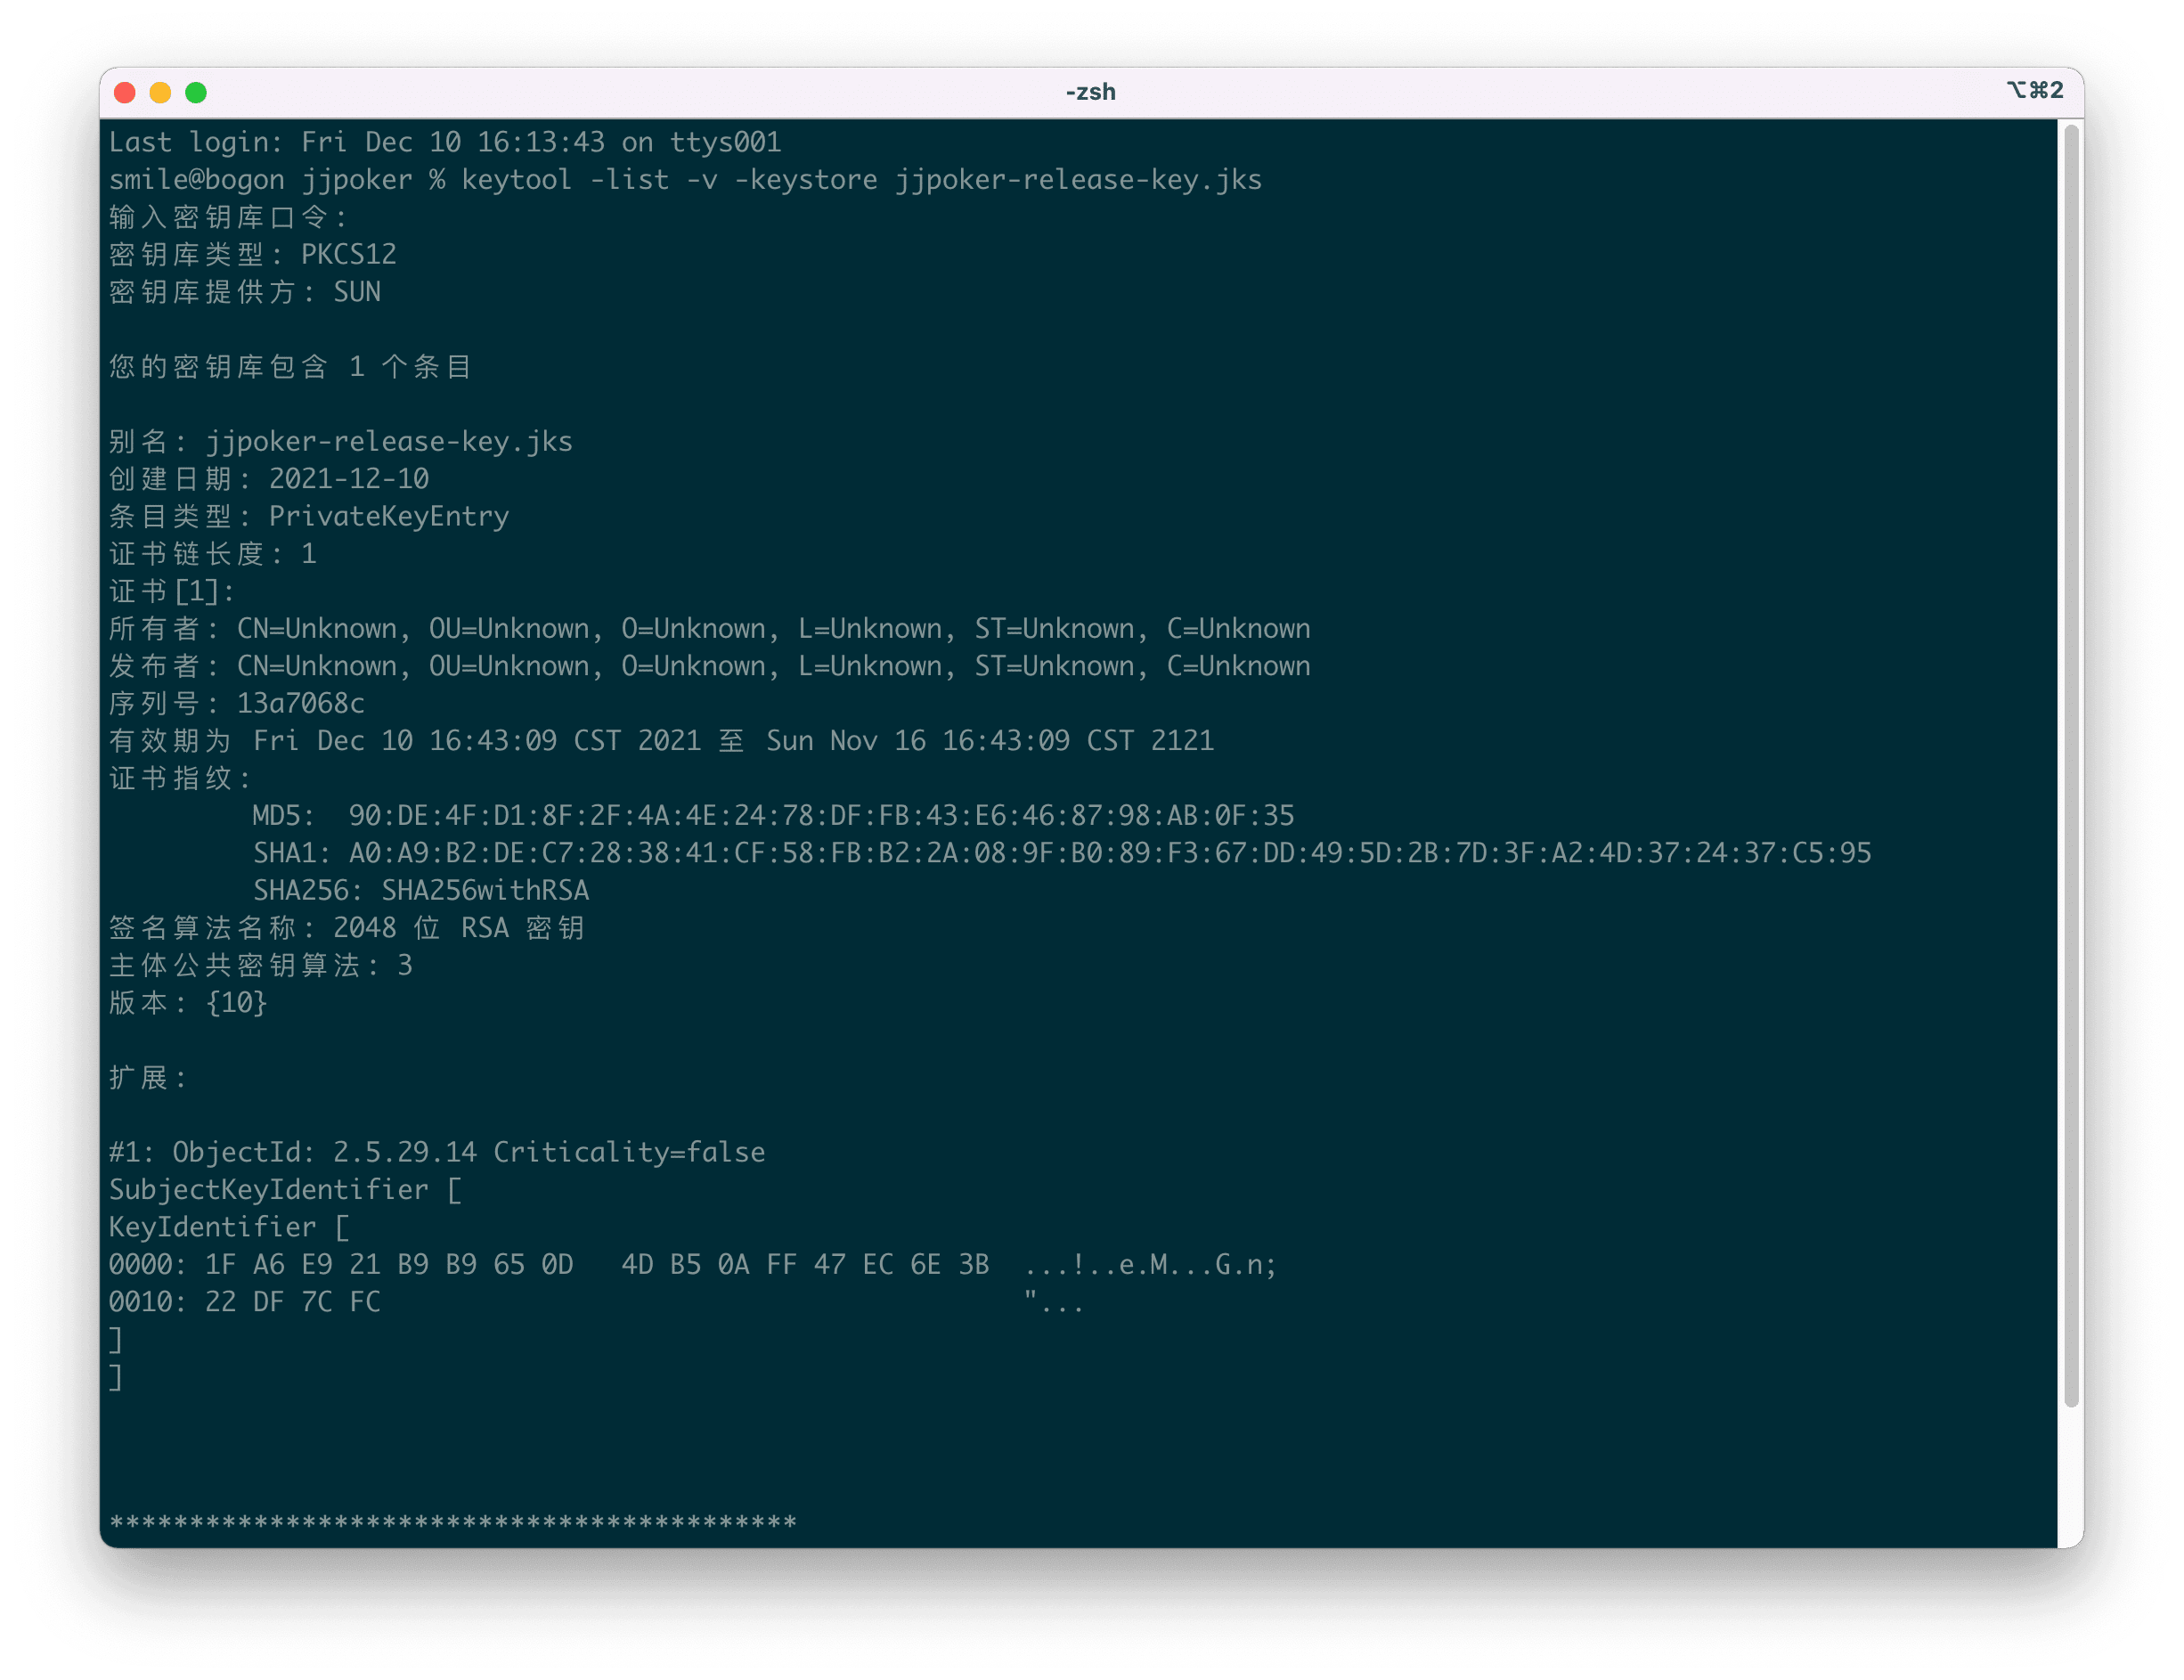 -zsh
⌥⌘2
Last login: Fri Dec 10 16:13:43 on ttys001
smile@bogon jjpoker % keytool -list -v -keystore jjpoker-release-key.jks
输入密钥库口令:
密钥库类型: PKCS12
密钥库提供方: SUN
您的密钥库包含 1 个条目
别名: jjpoker-release-key.jks
创建日期: 2021-12-10
条目类型: PrivateKeyEntry
证书链长度: 1
证书[1]:
所有者: CN=Unknown, OU=Unknown, O=Unknown, L=Unknown, ST=Unknown, C=Unknown
发布者: CN=Unknown, OU=Unknown, O=Unknown, L=Unknown, ST=Unknown, C=Unknown
序列号: 13a7068c
有效期为 Fri Dec 10 16:43:09 CST 2021 至 Sun Nov 16 16:43:09 CST 2121
证书指纹:
MD5:  90:DE:4F:D1:8F:2F:4A:4E:24:78:DF:FB:43:E6:46:87:98:AB:0F:35
SHA1: A0:A9:B2:DE:C7:28:38:41:CF:58:FB:B2:2A:08:9F:B0:89:F3:67:DD:49:5D:2B:7D:3F:A2:4D:37:24:37:C5:95
SHA256: SHA256withRSA
签名算法名称: 2048 位 RSA 密钥
主体公共密钥算法: 3
版本: {10}
扩展:
#1: ObjectId: 2.5.29.14 Criticality=false
SubjectKeyIdentifier [
KeyIdentifier [
0000: 1F A6 E9 21 B9 B9 65 0D   4D B5 0A FF 47 EC 6E 3B  ...!..e.M...G.n;
0010: 22 DF 7C FC                                        "...
]
]
*******************************************